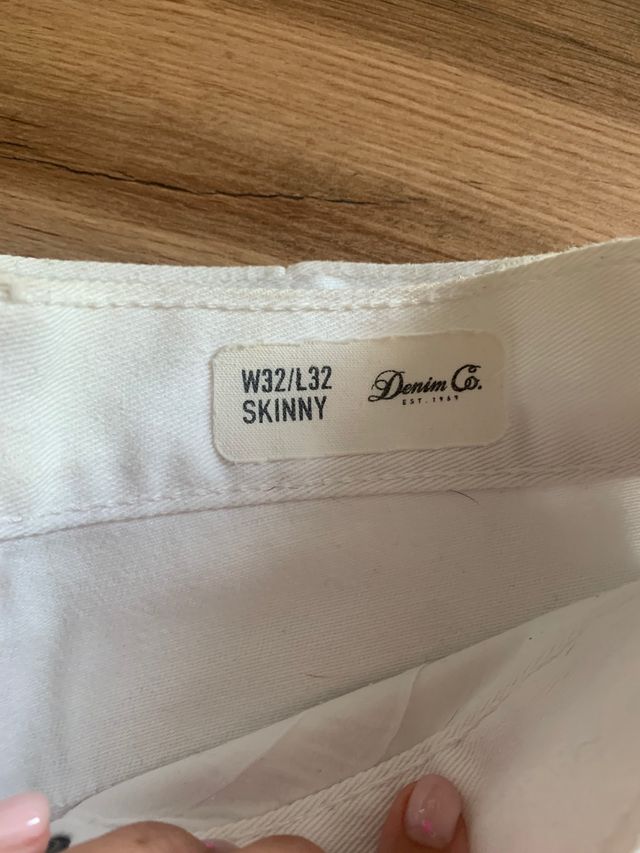 W32/L32
SKINNY
Denim Co.
EST. 1969